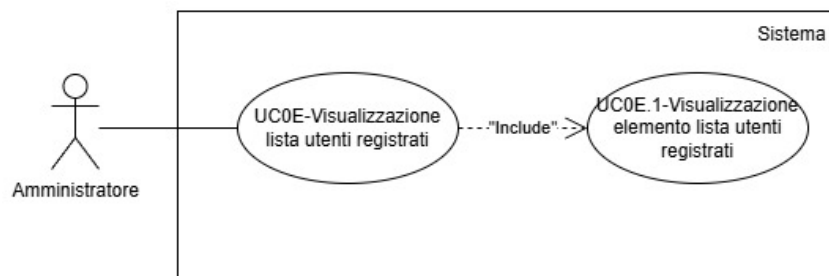 Sistema
UC0E-Visualizzazione
lista utenti registrati
"Include"
UC0E.1-Visualizzazione
elemento lista utenti
registrati
Amministratore